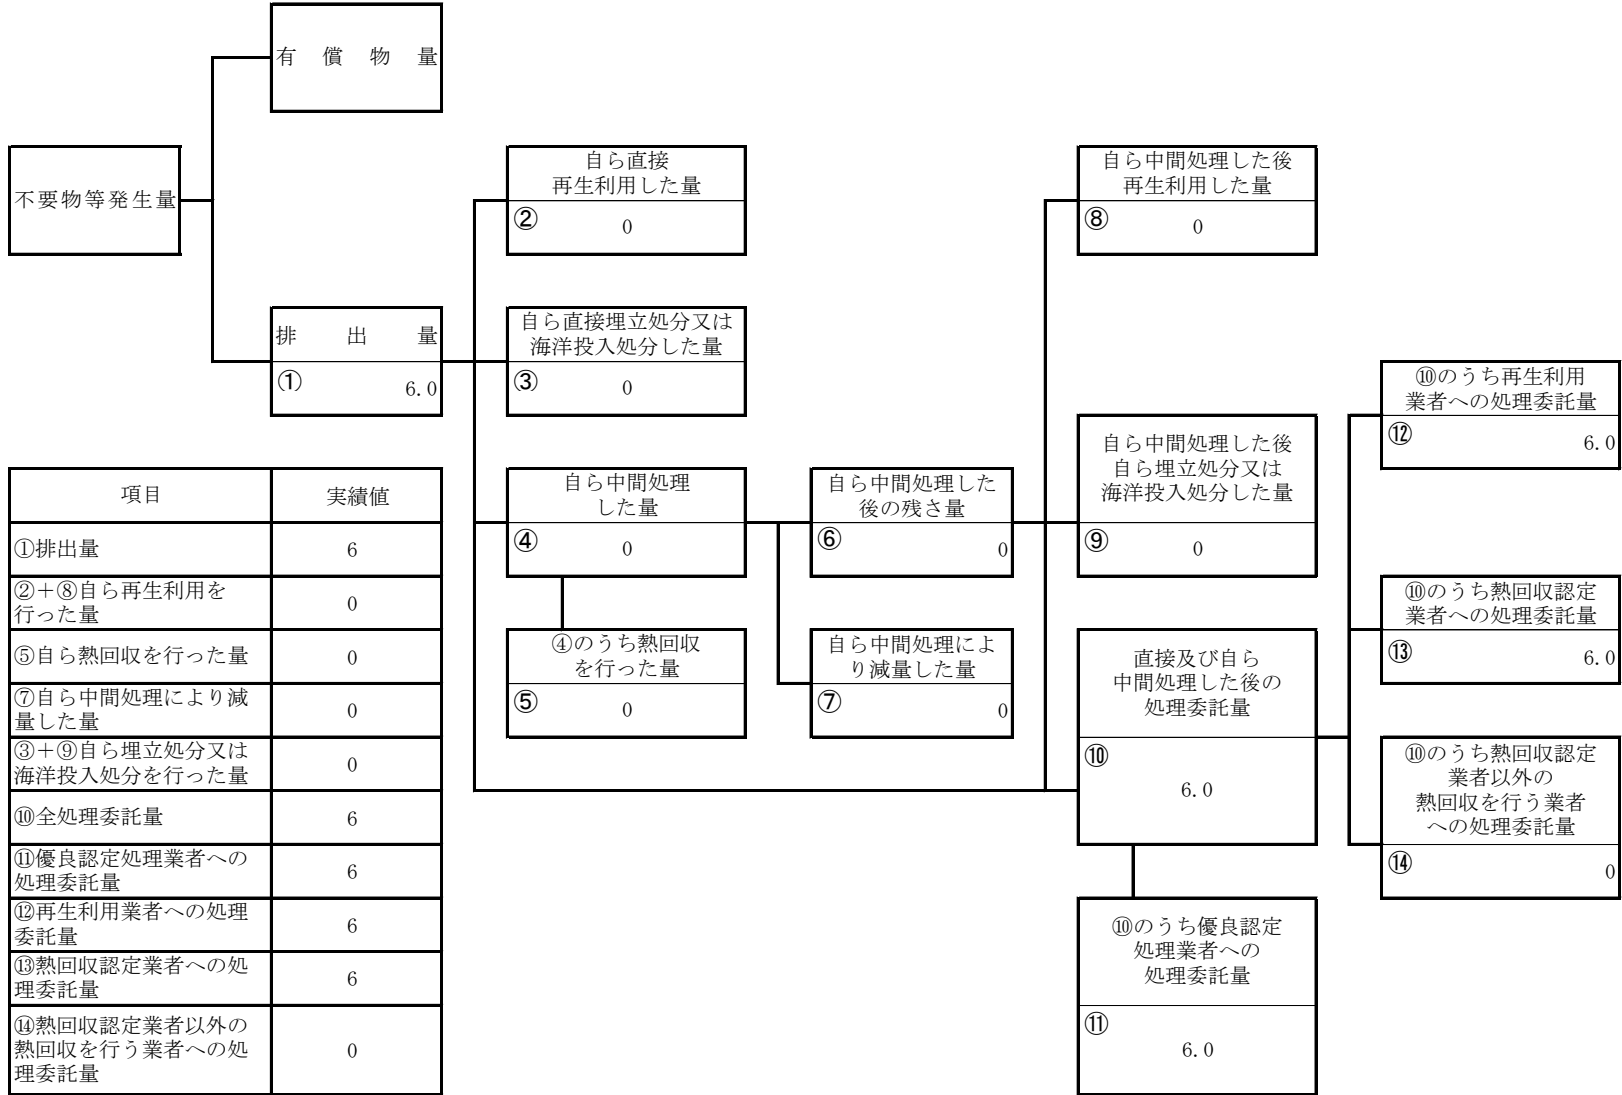 有償物量
不要物等発生量
排出量
① 6.0
自ら直接
再生利用した量
② 0
自ら直接埋立処分又は
海洋投入処分した量
③ 0
自ら中間処理
した量
④ 0
④のうち熱回収
を行った量
⑤ 0
自ら中間処理した
後の残さ量
⑥ 0
自ら中間処理によ
り減量した量
⑦ 0
自ら中間処理した後
再生利用した量
⑧ 0
自ら中間処理した後
自ら埋立処分又は
海洋投入処分した量
⑨ 0
直接及び自ら
中間処理した後の
処理委託量
⑩
6.0
⑩のうち優良認定
処理業者への
処理委託量
⑪
6.0
⑩のうち再生利用
業者への処理委託量
⑫ 6.0
⑩のうち熱回収認定
業者への処理委託量
⑬ 6.0
⑩のうち熱回収認定
業者以外の
熱回収を行う業者
への処理委託量
⑭ 0
項目 実績値
①排出量 6
②+⑧自ら再生利用を
行った量 0
⑤自ら熱回収を行った量 0
⑦自ら中間処理により減
量した量 0
③+⑨自ら埋立処分又は
海洋投入処分を行った量 0
⑩全処理委託量 6
⑪優良認定処理業者への
処理委託量 6
⑫再生利用業者への処理
委託量 6
⑬熱回収認定業者への処
理委託量 6
⑭熱回収認定業者以外の
熱回収を行う業者への処 0
理委託量